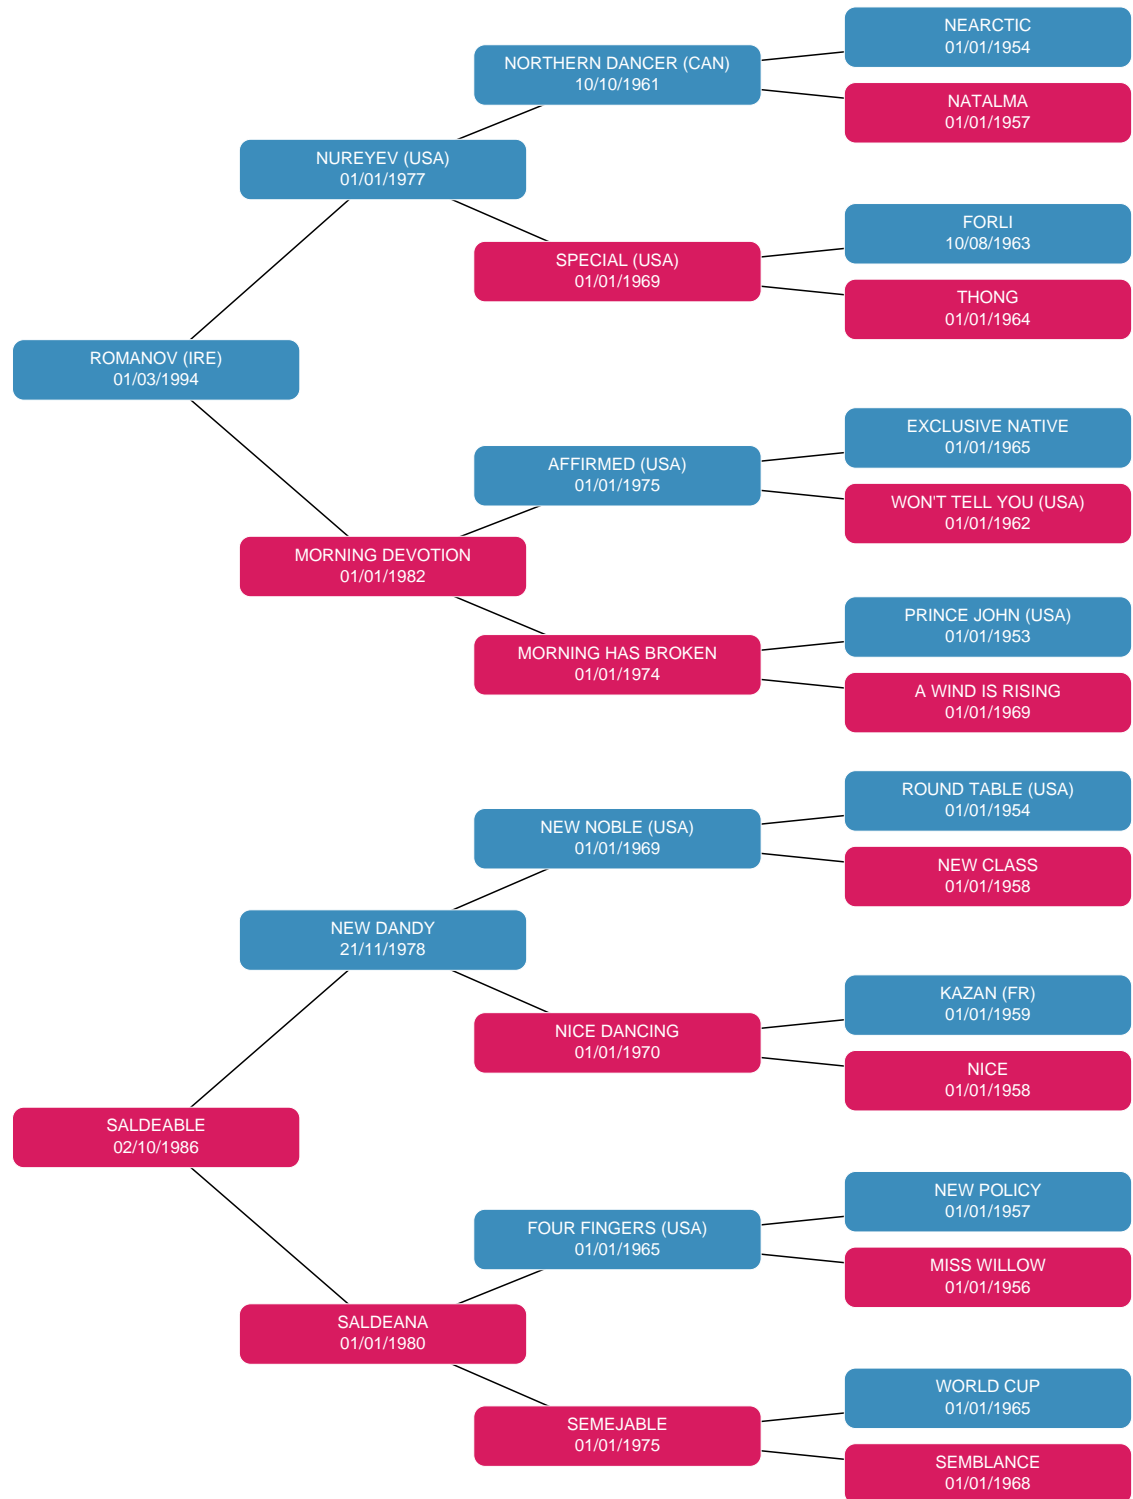 NEARCTIC
01/01/1954
NORTHERN DANCER (CAN)
10/10/1961
NATALMA
01/01/1957
NUREYEV (USA)
01/01/1977
FORLI
10/08/1963
SPECIAL (USA)
01/01/1969
THONG
01/01/1964
ROMANOV (IRE)
01/03/1994
EXCLUSIVE NATIVE
01/01/1965
AFFIRMED (USA)
01/01/1975
WON'T TELL YOU (USA)
01/01/1962
MORNING DEVOTION
01/01/1982
PRINCE JOHN (USA)
01/01/1953
MORNING HAS BROKEN
01/01/1974
A WIND IS RISING
01/01/1969
ROUND TABLE (USA)
01/01/1954
NEW NOBLE (USA)
01/01/1969
NEW CLASS
01/01/1958
NEW DANDY
21/11/1978
KAZAN (FR)
01/01/1959
NICE DANCING
01/01/1970
NICE
01/01/1958
SALDEABLE
02/10/1986
NEW POLICY
01/01/1957
FOUR FINGERS (USA)
01/01/1965
MISS WILLOW
01/01/1956
SALDEANA
01/01/1980
WORLD CUP
01/01/1965
SEMEJABLE
01/01/1975
SEMBLANCE
01/01/1968